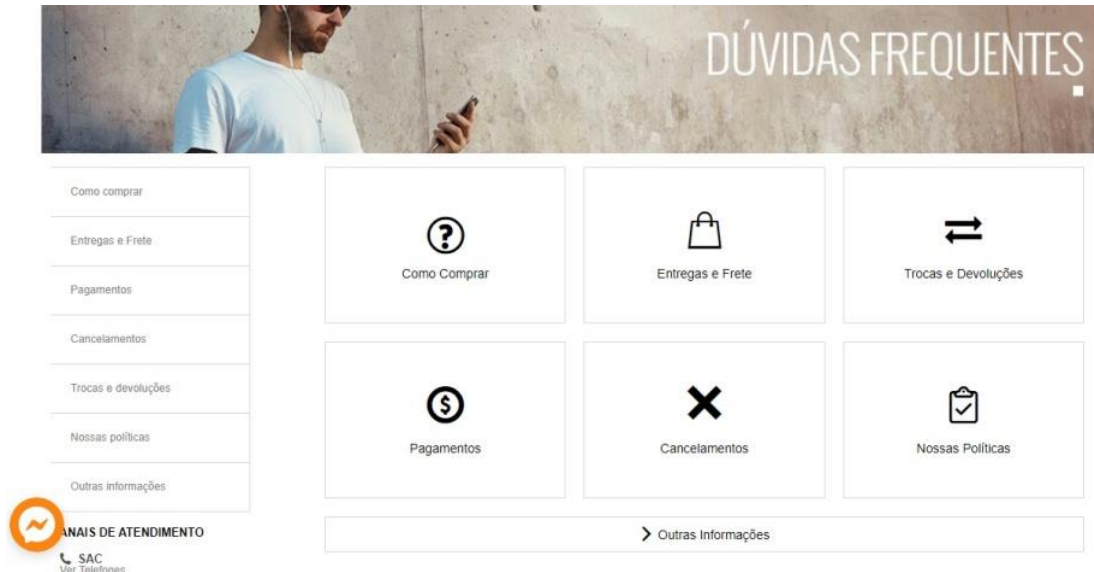 DÚVIDAS FREQUENTES
Como comprar
Entregas e Frete
Pagamentos
Cancelamentos
Trocas e devoluções
Nossas políticas
Outras informações
ANAIS DE ATENDIMENTO
SAC
Ver Telefones
Como Comprar
Entregas e Frete
Trocas e Devoluções
Pagamentos
Cancelamentos
Nossas Políticas
Outras Informações